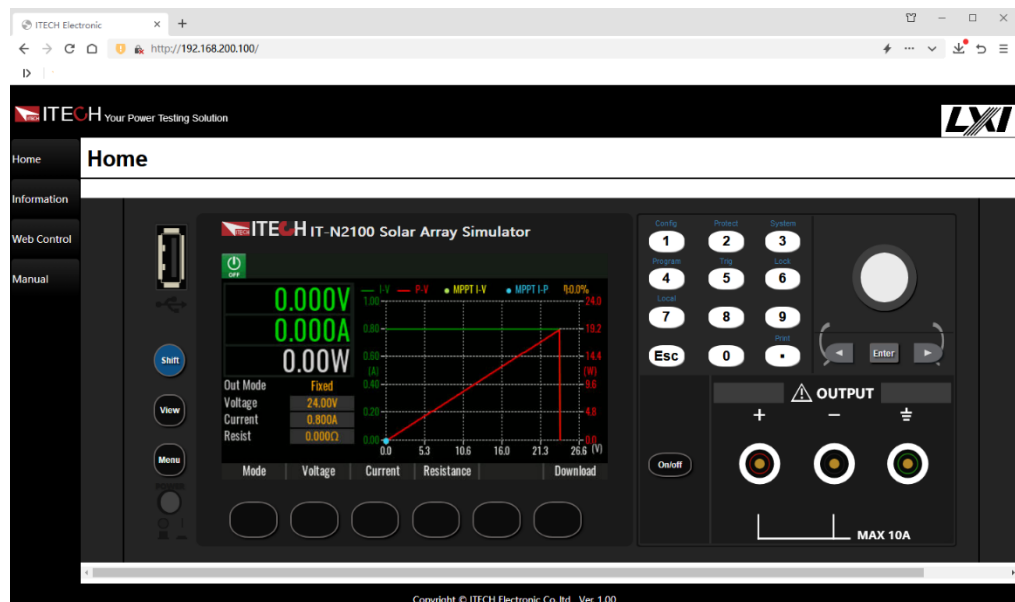 ITECH Electronic
http://192.168.200.100/
ITECH Your Power Testing Solution
LXI
Home
Information
Web Control
Manual
Home
ITECH IT-N2100 Solar Array Simulator
OFF
0.000V
0.000A
0.00W
Out Mode Fixed
Voltage 24.00V
Current 0.800A
Resist 0.000Ω
I-V P-V MPPT I-V MPPT I-P η:0.0%
1.00 24.0
0.80 19.2
0.60 14.4
(A) (W)
0.40 9.6
0.20 4.8
0.00 0.0
0.0 5.3 10.6 16.0 21.3 26.6 (V)
Mode Voltage Current Resistance Download
Shift
View
Menu
POWER
Config Protect System
1 2 3
Program Trig Lock
4 5 6
Local
7 8 9
Print
Esc 0 .
Enter
On/off
OUTPUT
+ −
MAX 10A
Copyright © ITECH Electronic Co.,ltd. Ver 1.00